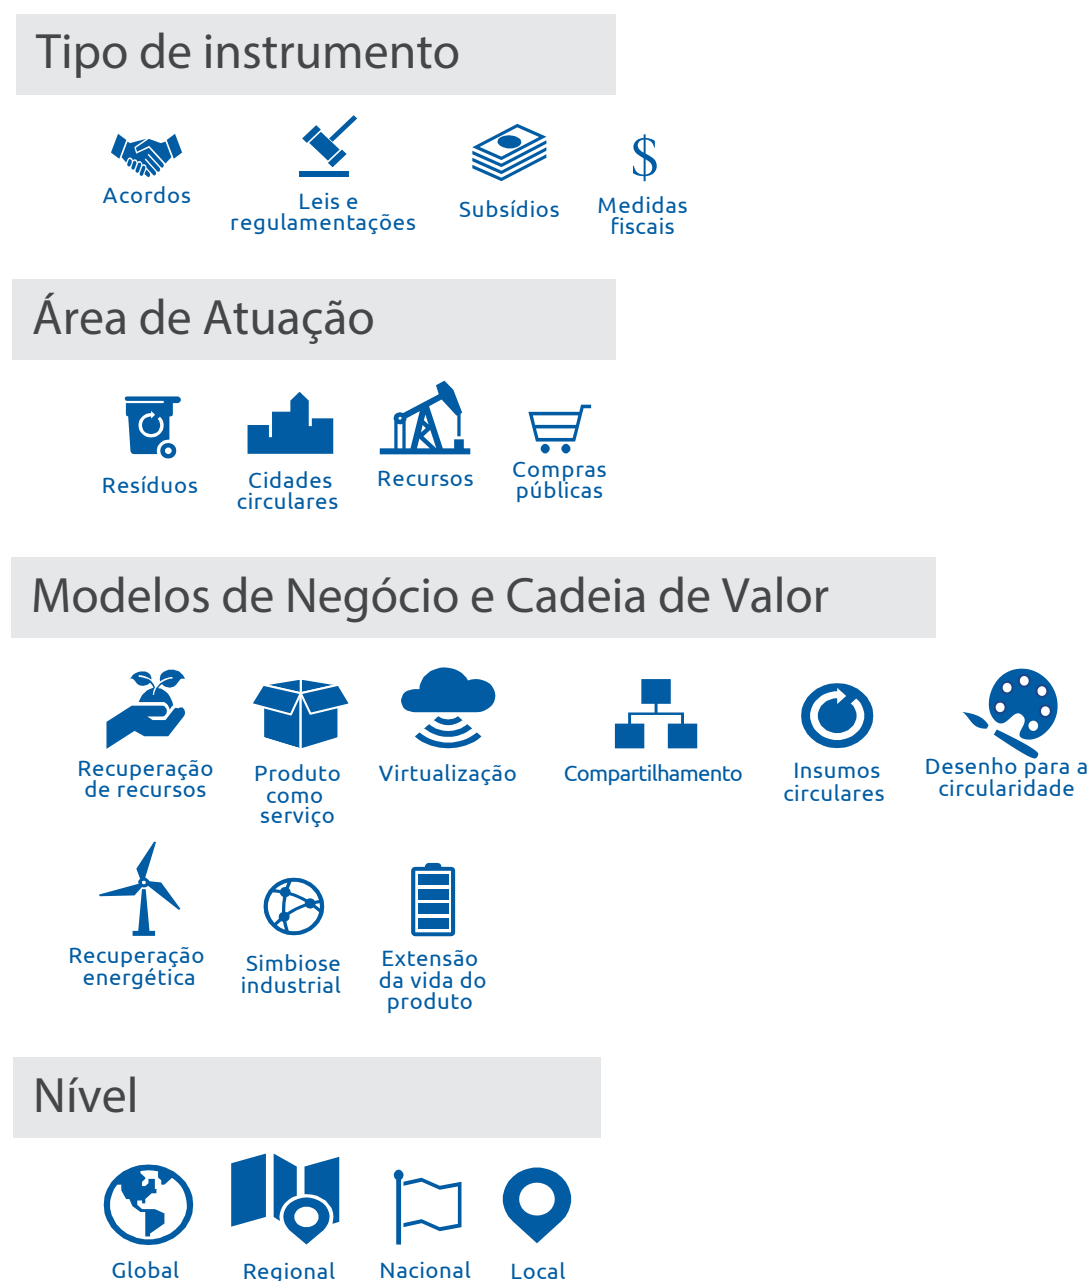 Tipo de instrumento
Acordos
Leis e
regulamentações
Subsídios
$
Medidas
fiscais
Área de Atuação
Resíduos
Cidades
circulares
Recursos
Compras
públicas
Modelos de Negócio e Cadeia de Valor
Recuperação
de recursos
Produto
como
serviço
Virtualização
Compartilhamento
Insumos
circulares
Desenho para a
circularidade
Recuperação
energética
Simbiose
industrial
Extensão
da vida do
produto
Nível
Global
Regional
Nacional
Local